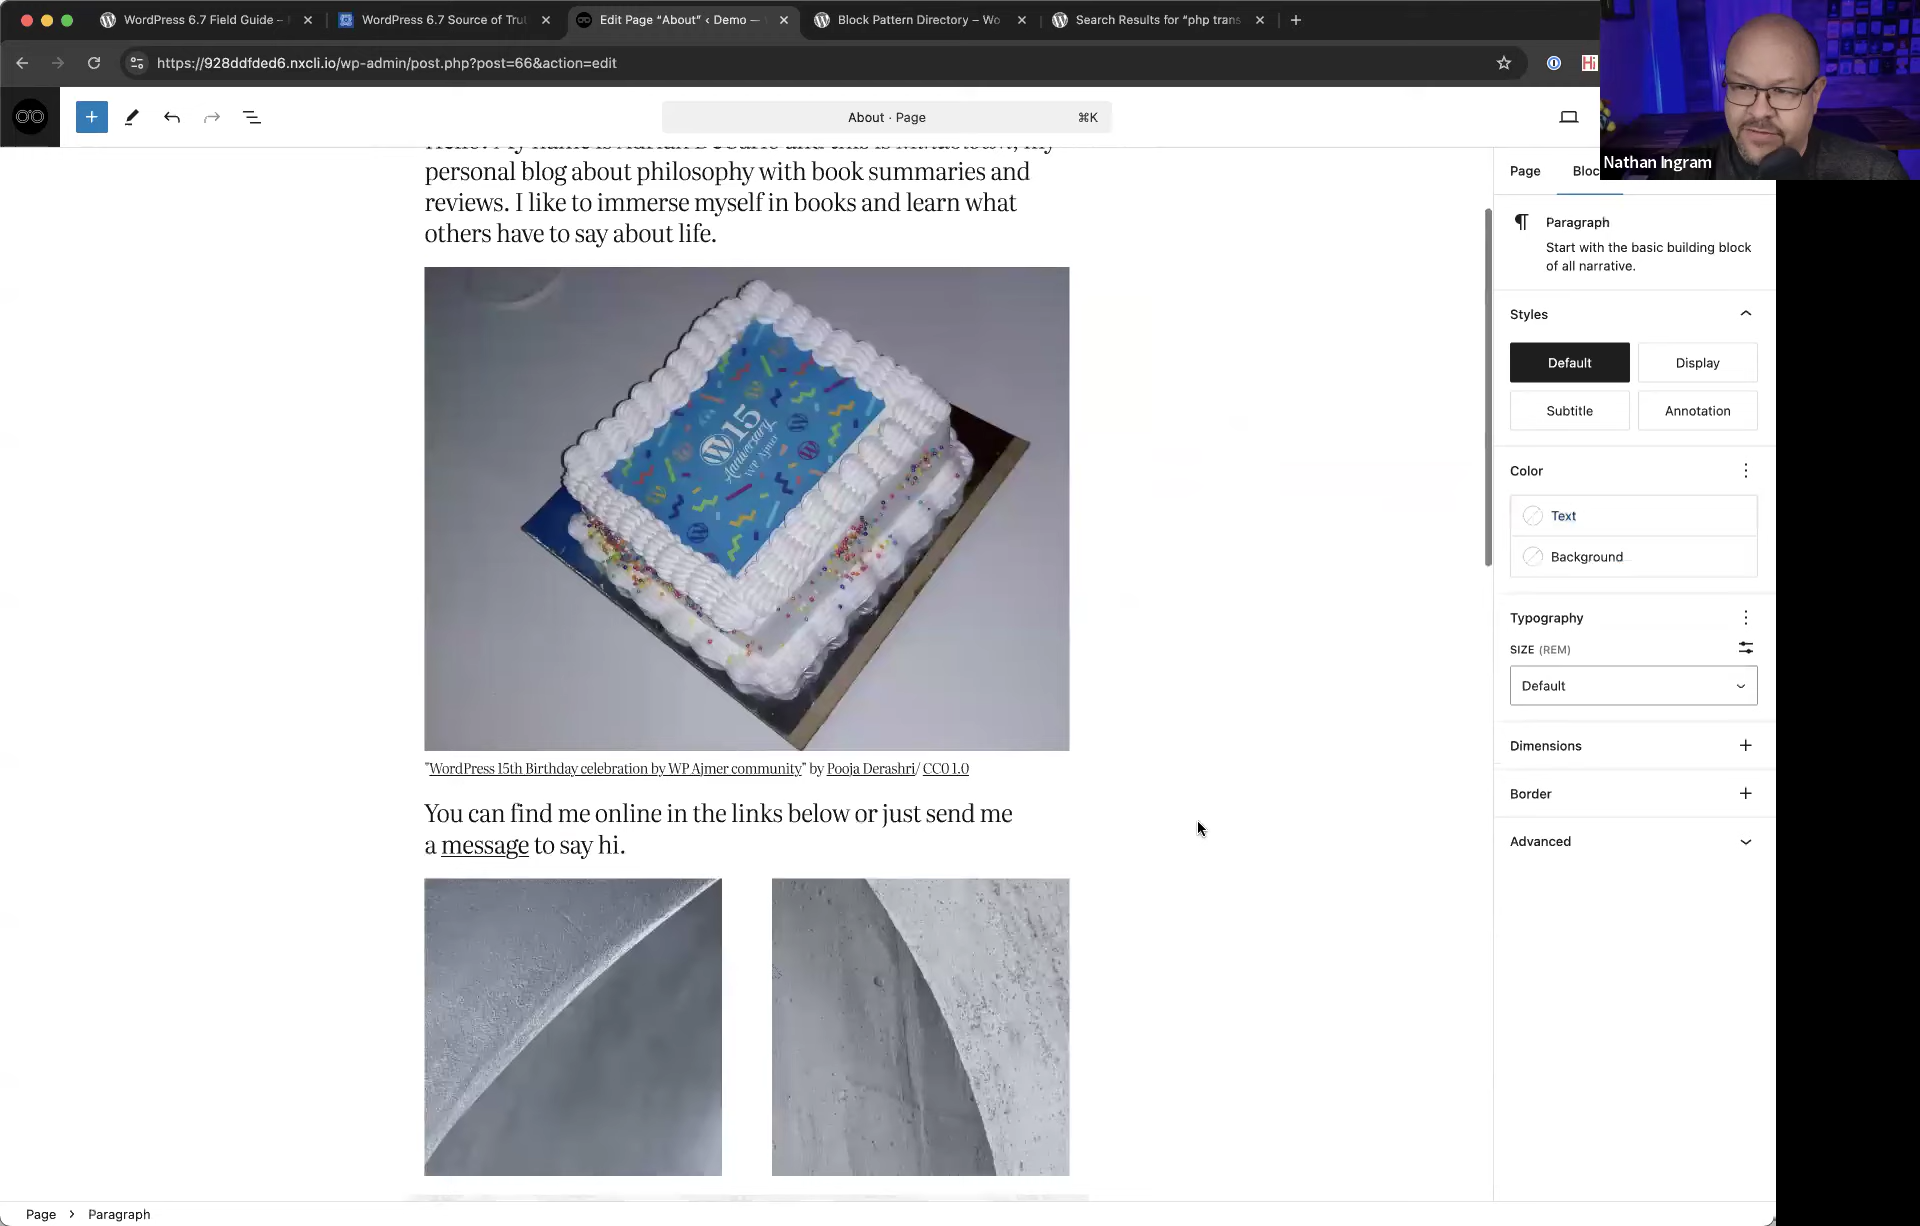 WordPress 6.7 Field Guide –
WordPress 6.7 Source of Trut
Edit Page “About” ‹ Demo —
Block Pattern Directory – Wo
Search Results for “php trans
https://928ddfded6.nxcli.io/wp-admin/post.php?post=66&action=edit
Hi
About · Page
⌘K
Nathan Ingram
personal blog about philosophy with book summaries and
reviews. I like to immerse myself in books and learn what
others have to say about life.
15
Anniversary
WP Ajmer
"WordPress 15th Birthday celebration by WP Ajmer community" by Pooja Derashri/ CC0 1.0
You can find me online in the links below or just send me
a message to say hi.
Page
Paragraph
Start with the basic building block
of all narrative.
Styles
Default
Display
Subtitle
Annotation
Color
Text
Background
Typography
SIZE (REM)
Default
Dimensions
Border
Advanced
Page > Paragraph